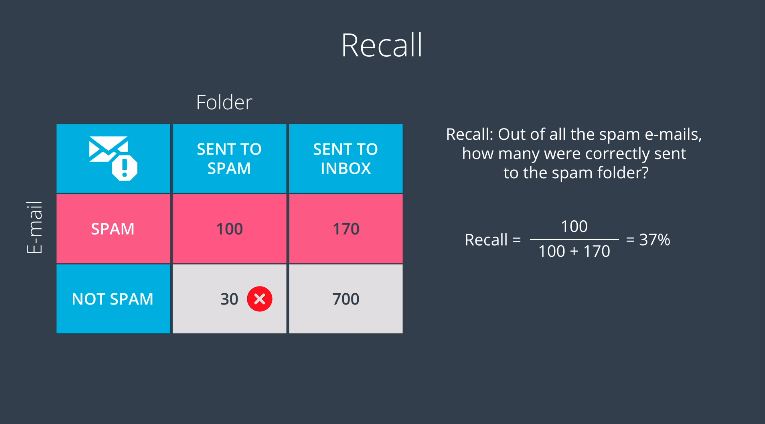 Recall
Folder
SENT TO
SPAM
SENT TO
INBOX
E-mail
SPAM
100
170
NOT SPAM
30
700
Recall: Out of all the spam e-mails,
how many were correctly sent
to the spam folder?
Recall = 100 / 100 + 170 = 37%